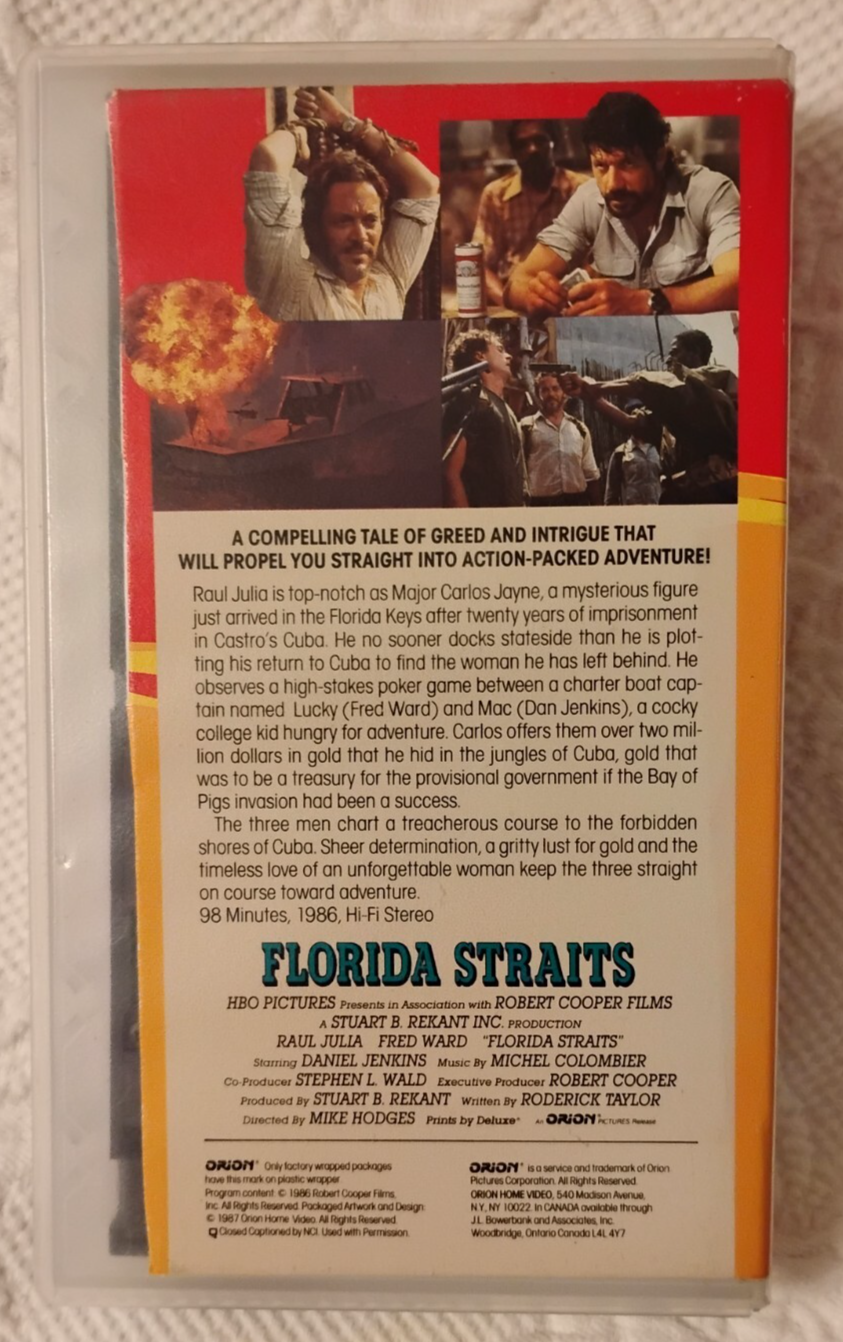 A COMPELLING TALE OF GREED AND INTRIGUE THAT
WILL PROPEL YOU STRAIGHT INTO ACTION-PACKED ADVENTURE!
Raul Julia is top-notch as Major Carlos Jayne, a mysterious figure
just arrived in the Florida Keys after twenty years of imprisonment
in Castro's Cuba. He no sooner docks stateside than he is plot-
ting his return to Cuba to find the woman he has left behind. He
observes a high-stakes poker game between a charter boat cap-
tain named Lucky (Fred Ward) and Mac (Dan Jenkins), a cocky
college kid hungry for adventure. Carlos offers them over two mil-
lion dollars in gold that he hid in the jungles of Cuba, gold that
was to be a treasury for the provisional government if the Bay of
Pigs invasion had been a success.
The three men chart a treacherous course to the forbidden
shores of Cuba. Sheer determination, a gritty lust for gold and the
timeless love of an unforgettable woman keep the three straight
on course toward adventure.
98 Minutes, 1986, Hi-Fi Stereo
FLORIDA STRAITS
HBO PICTURES Presents in Association with ROBERT COOPER FILMS
A STUART B. REKANT INC. PRODUCTION
RAUL JULIA FRED WARD "FLORIDA STRAITS"
Starring DANIEL JENKINS Music By MICHEL COLOMBIER
Co-Producer STEPHEN L. WALD Executive Producer ROBERT COOPER
Produced By STUART B. REKANT Written By RODERICK TAYLOR
Directed By MIKE HODGES Prints by Deluxe® An ORION® PICTURES Release
ORION® Only factory wrapped packages
have this mark on plastic wrapper
Program content © 1986 Robert Cooper Films,
Inc. All Rights Reserved. Packaged Artwork and Design
© 1987 Orion Home Video. All Rights Reserved.
Closed Captioned by NCI. Used with Permission.
ORION® is a service and trademark of Orion
Pictures Corporation. All Rights Reserved.
ORION HOME VIDEO, 540 Madison Avenue,
N.Y., NY 10022. In CANADA available through
J.L. Bowerbank and Associates, Inc.
Woodbridge, Ontario Canada L4L 4Y7